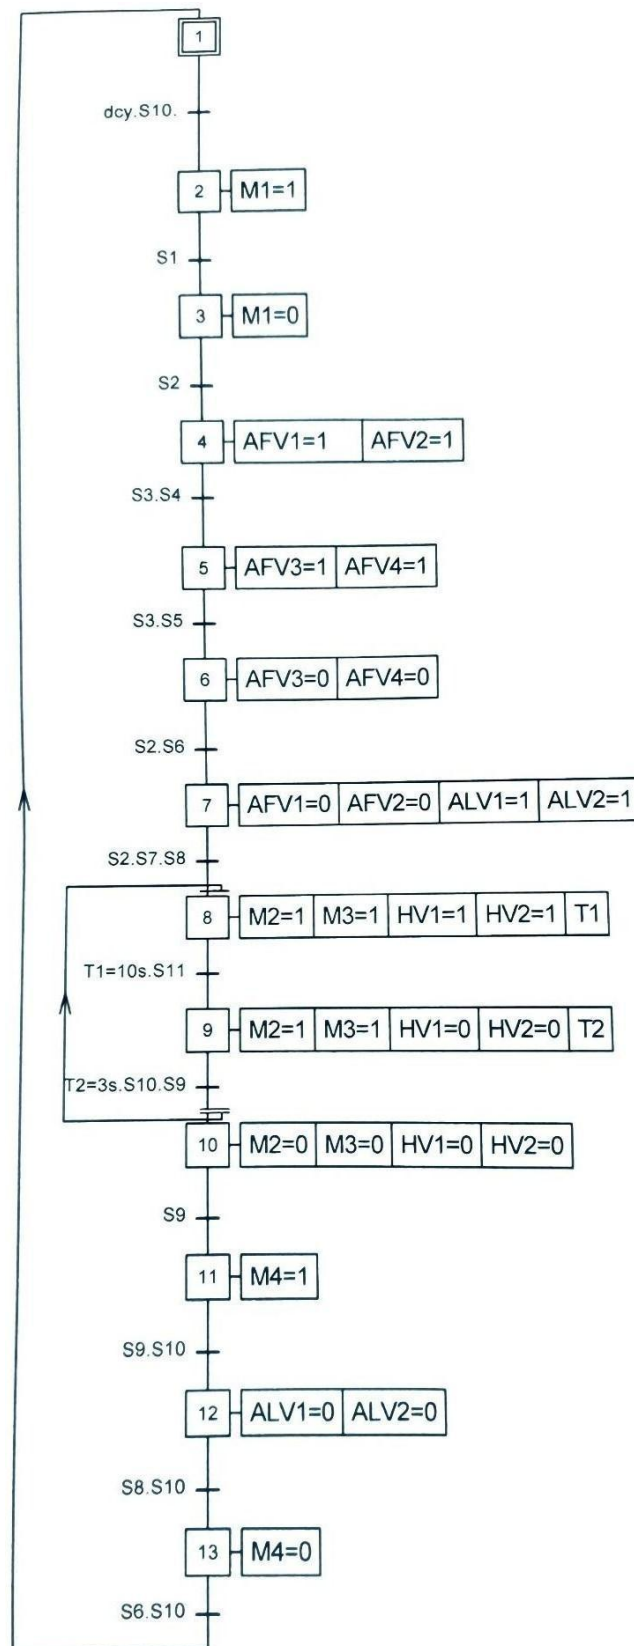 1
dcy.S10.
2 M1=1
S1
3 M1=0
S2
4 AFV1=1 AFV2=1
S3.S4
5 AFV3=1 AFV4=1
S3.S5
6 AFV3=0 AFV4=0
S2.S6
7 AFV1=0 AFV2=0 ALV1=1 ALV2=1
S2.S7.S8
8 M2=1 M3=1 HV1=1 HV2=1 T1
T1=10s.S11
9 M2=1 M3=1 HV1=0 HV2=0 T2
T2=3s.S10.S9
10 M2=0 M3=0 HV1=0 HV2=0
S9
11 M4=1
S9.S10
12 ALV1=0 ALV2=0
S8.S10
13 M4=0
S6.S10